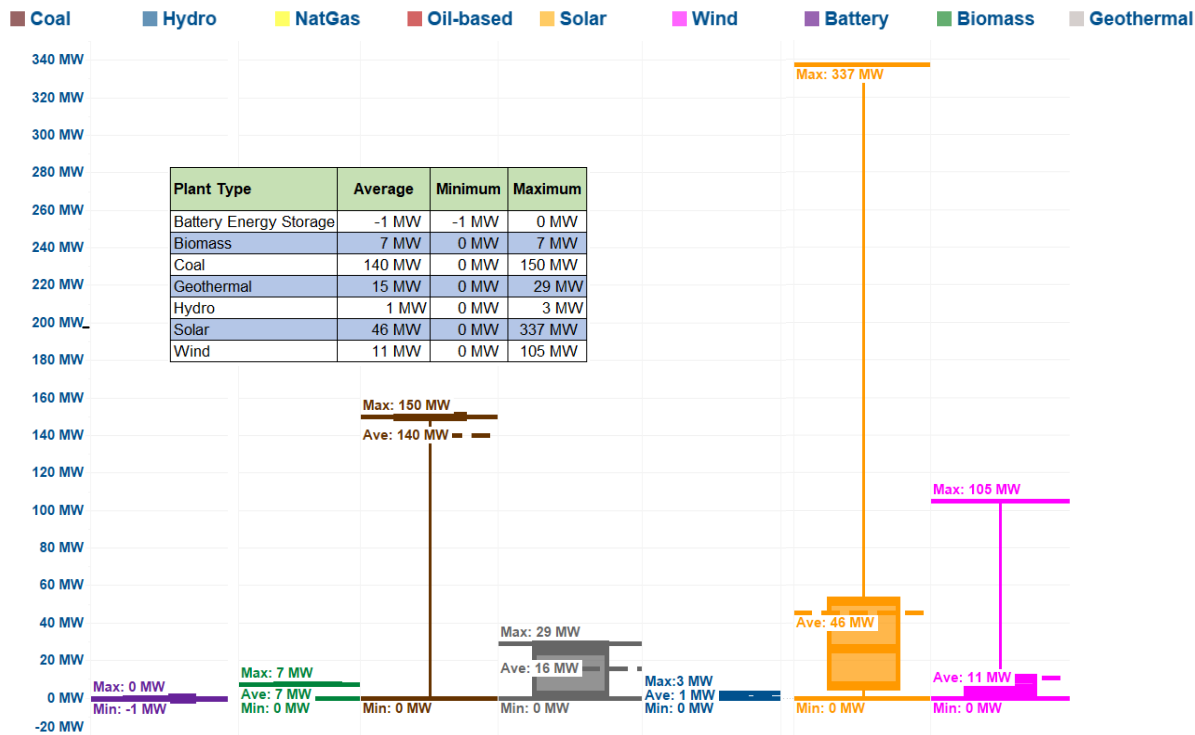 Coal Hydro NatGas Oil-based Solar Wind Battery Biomass Geothermal
340 MW
320 MW
300 MW
280 MW
260 MW
240 MW
220 MW
200 MW
180 MW
160 MW
140 MW
120 MW
100 MW
80 MW
60 MW
40 MW
20 MW
0 MW
-20 MW
Plant Type Average Minimum Maximum
Battery Energy Storage -1 MW -1 MW 0 MW
Biomass 7 MW 0 MW 7 MW
Coal 140 MW 0 MW 150 MW
Geothermal 15 MW 0 MW 29 MW
Hydro 1 MW 0 MW 3 MW
Solar 46 MW 0 MW 337 MW
Wind 11 MW 0 MW 105 MW
Max: 0 MW
Min: -1 MW
Max: 7 MW
Ave: 7 MW
Min: 0 MW
Max: 150 MW
Ave: 140 MW
Min: 0 MW
Max: 29 MW
Ave: 16 MW
Min: 0 MW
Max:3 MW
Ave: 1 MW
Min: 0 MW
Max: 337 MW
Ave: 46 MW
Min: 0 MW
Max: 105 MW
Ave: 11 MW
Min: 0 MW